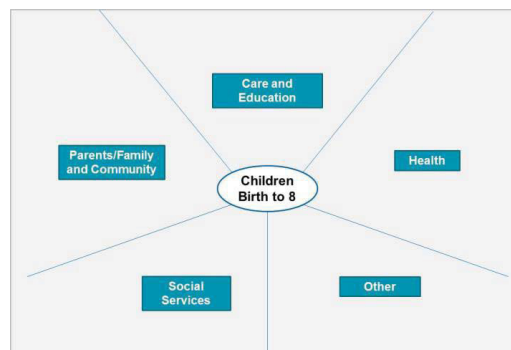 Care and
Education
Parents/Family
and Community
Health
Children
Birth to 8
Social
Services
Other